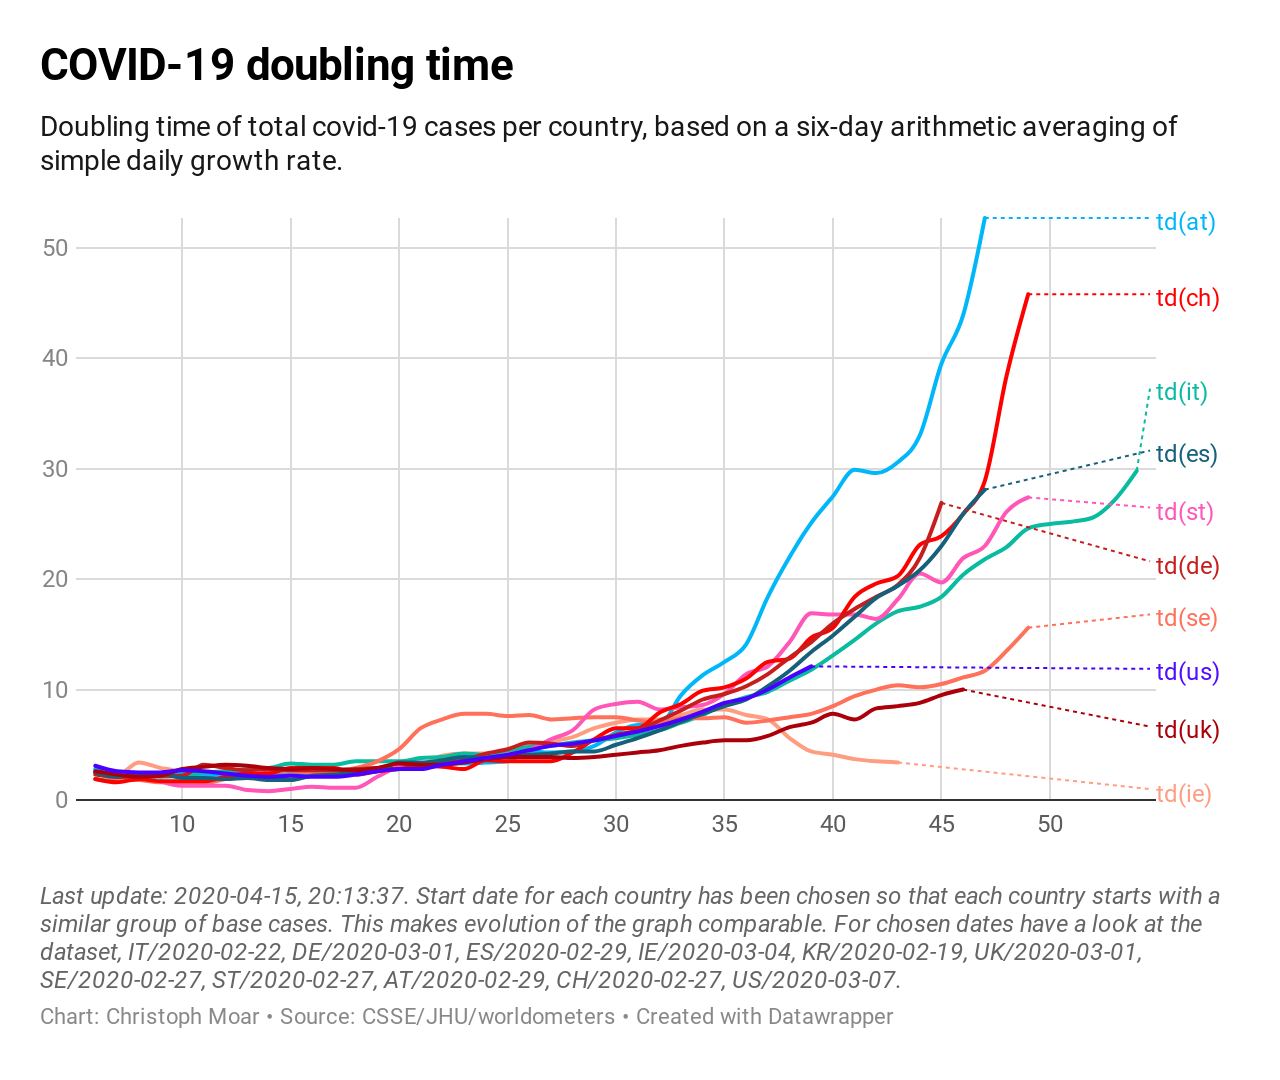 COVID-19 doubling time
Doubling time of total covid-19 cases per country, based on a six-day arithmetic averaging of
simple daily growth rate.
td(at)
50
td(ch)
40
td(it)
td(es)
30
td(st)
td(de)
20
td(se)
td(us)
10
td(uk)
td(ie)
0
10 15 20 25 30 35 40 45 50
Last update: 2020-04-15, 20:13:37. Start date for each country has been chosen so that each country starts with a
similar group of base cases. This makes evolution of the graph comparable. For chosen dates have a look at the
dataset, IT/2020-02-22, DE/2020-03-01, ES/2020-02-29, IE/2020-03-04, KR/2020-02-19, UK/2020-03-01,
SE/2020-02-27, ST/2020-02-27, AT/2020-02-29, CH/2020-02-27, US/2020-03-07.
Chart: Christoph Moar • Source: CSSE/JHU/worldometers • Created with Datawrapper